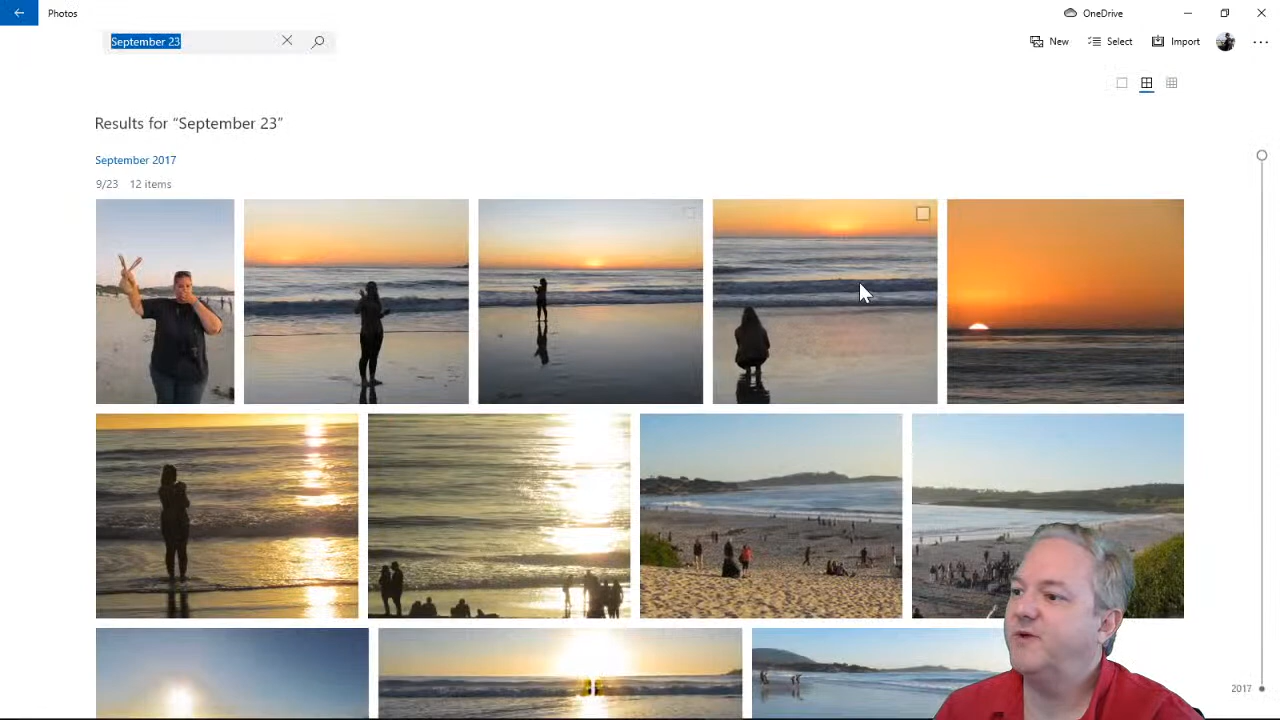 Photos
OneDrive
September 23
New
Select
Import
Results for “September 23”
September 2017
9/23 12 items
2017